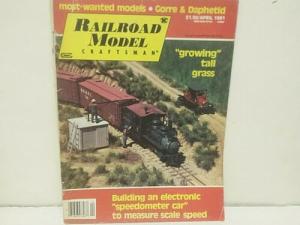 most-wanted models • Gorre & Daphetid
$1.50/APRIL 1981
RAILROAD
MODEL
CRAFTSMAN
"growing"
tall
grass
Building an electronic
"speedometer car"
to measure scale speed